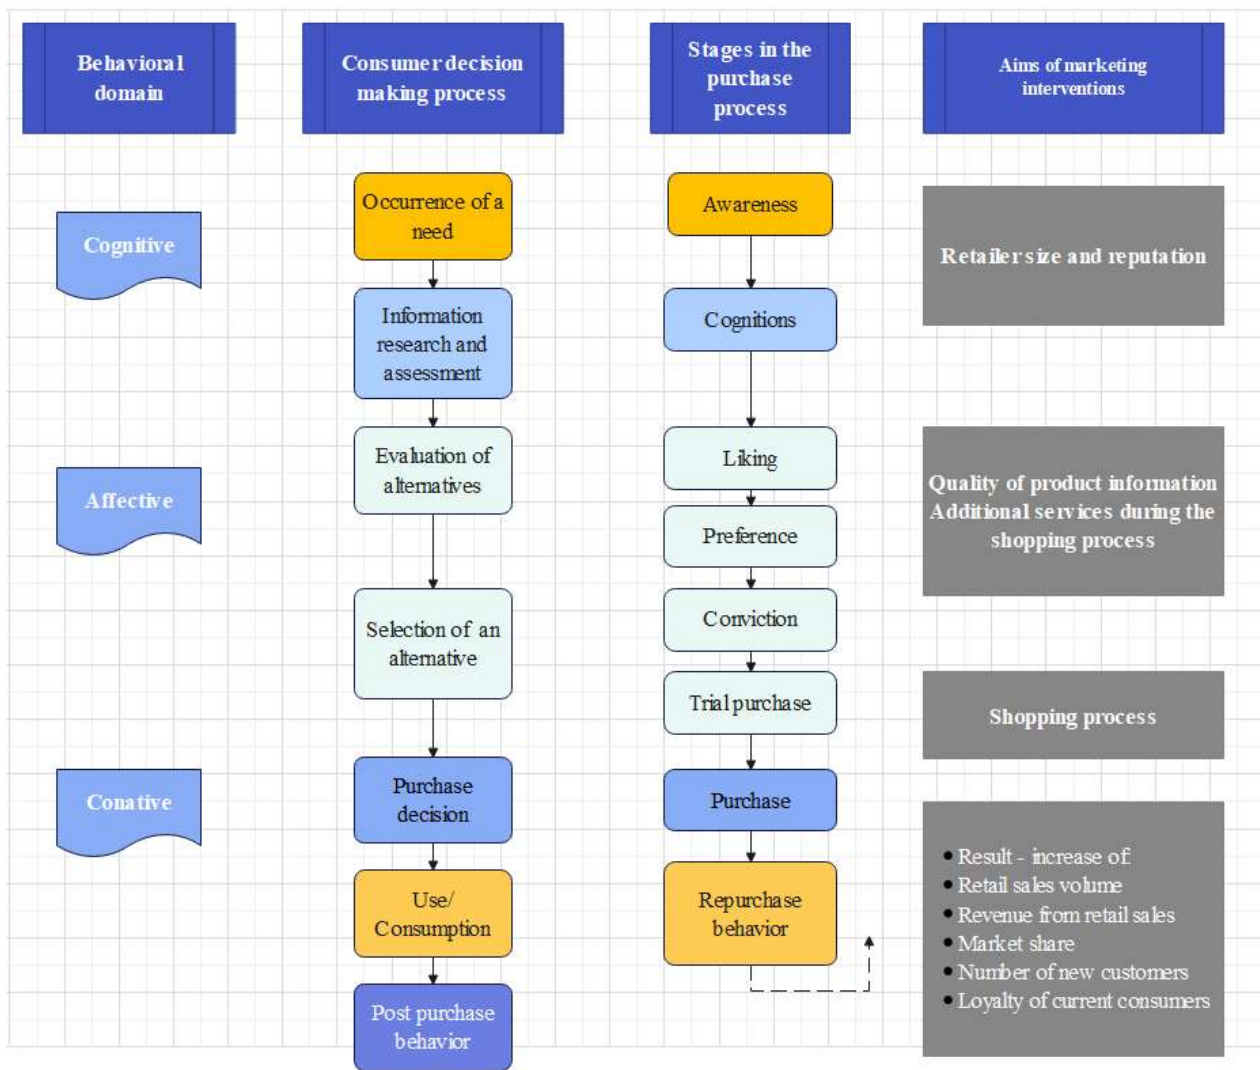 Behavioral
domain
Consumer decision
making process
Stages in the
purchase
process
Aims of marketing
interventions
Cognitive
Affective
Conative
Occurrence of a
need
Information
research and
assessment
Evaluation of
alternatives
Selection of an
alternative
Purchase
decision
Use/
Consumption
Post purchase
behavior
Awareness
Cognitions
Liking
Preference
Conviction
Trial purchase
Purchase
Repurchase
behavior
Retailer size and reputation
Quality of product information
Additional services during the
shopping process
Shopping process
● Result - increase of:
● Retail sales volume
● Revenue from retail sales
● Market share
● Number of new customers
● Loyalty of current consumers